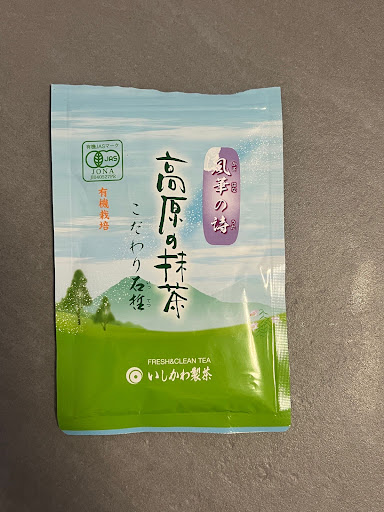 風華の詩
高原の抹茶
こだわり石哲
有機栽培
有機JASマーク
JAS
JONA
FRESH&CLEAN TEA
いしかわ製茶